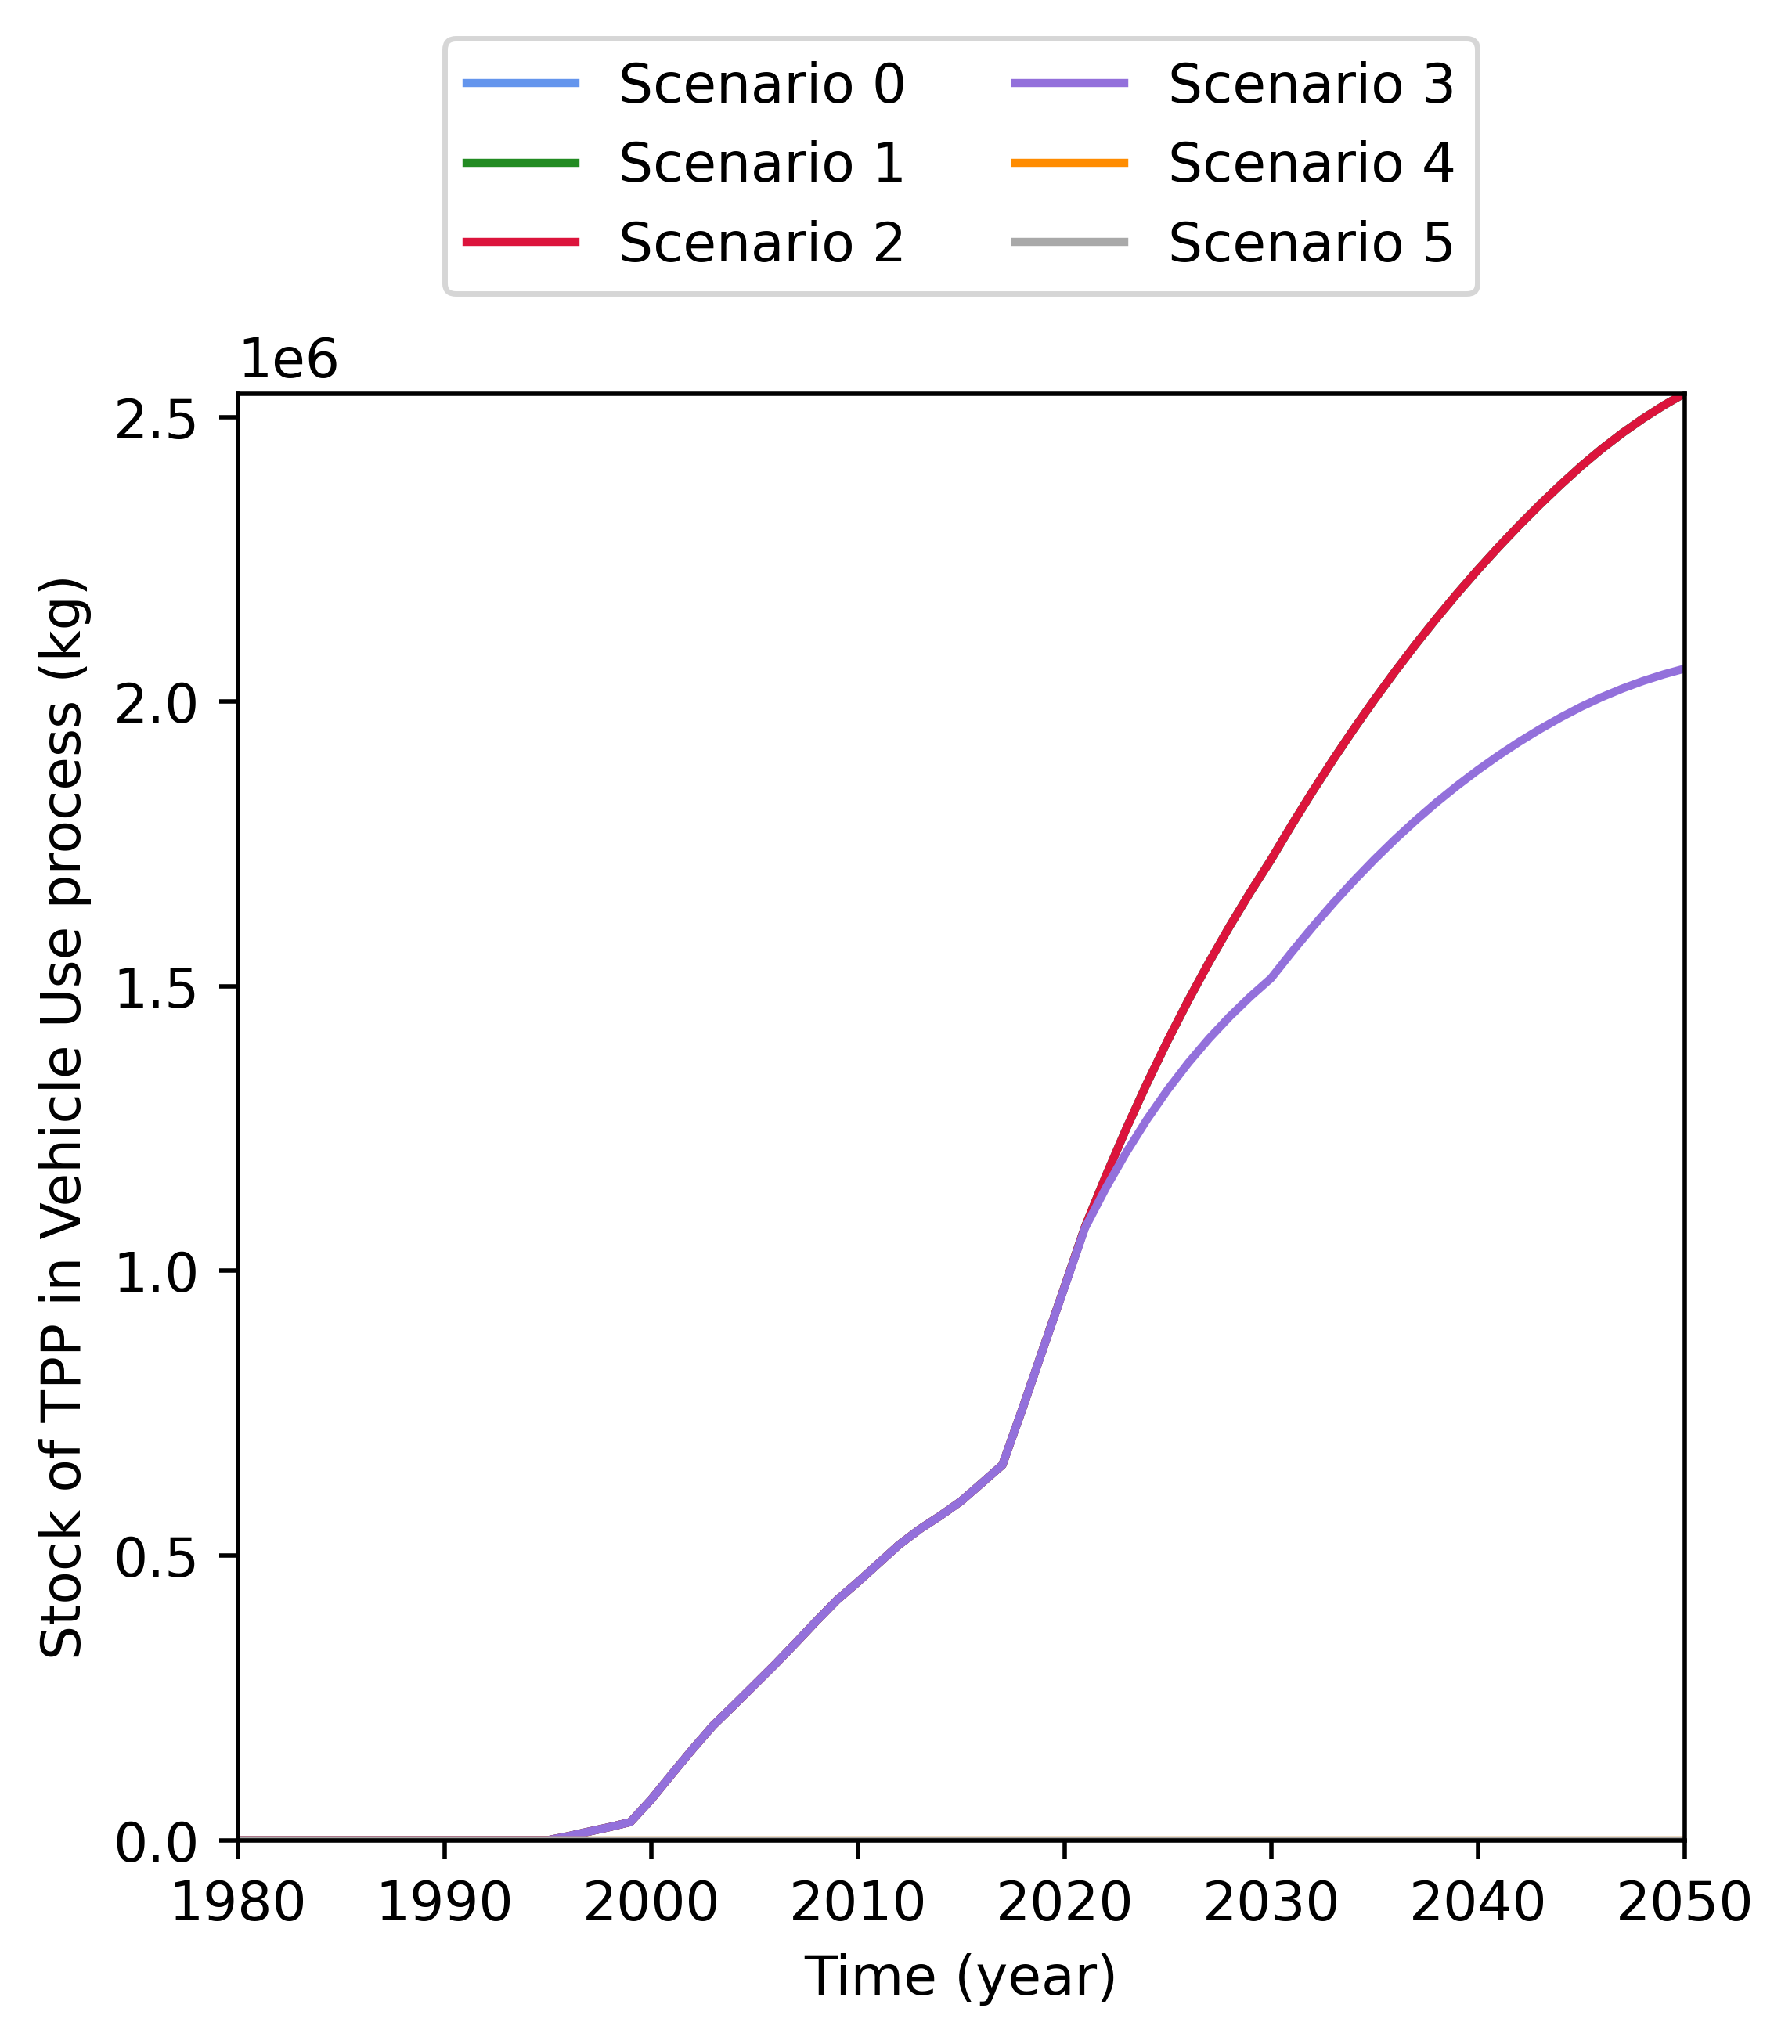 Scenario 0
Scenario 1
Scenario 2
Scenario 3
Scenario 4
Scenario 5
1e6
2.5
2.0
1.5
1.0
0.5
0.0
Stock of TPP in Vehicle Use process (kg)
1980 1990 2000 2010 2020 2030 2040 2050
Time (year)